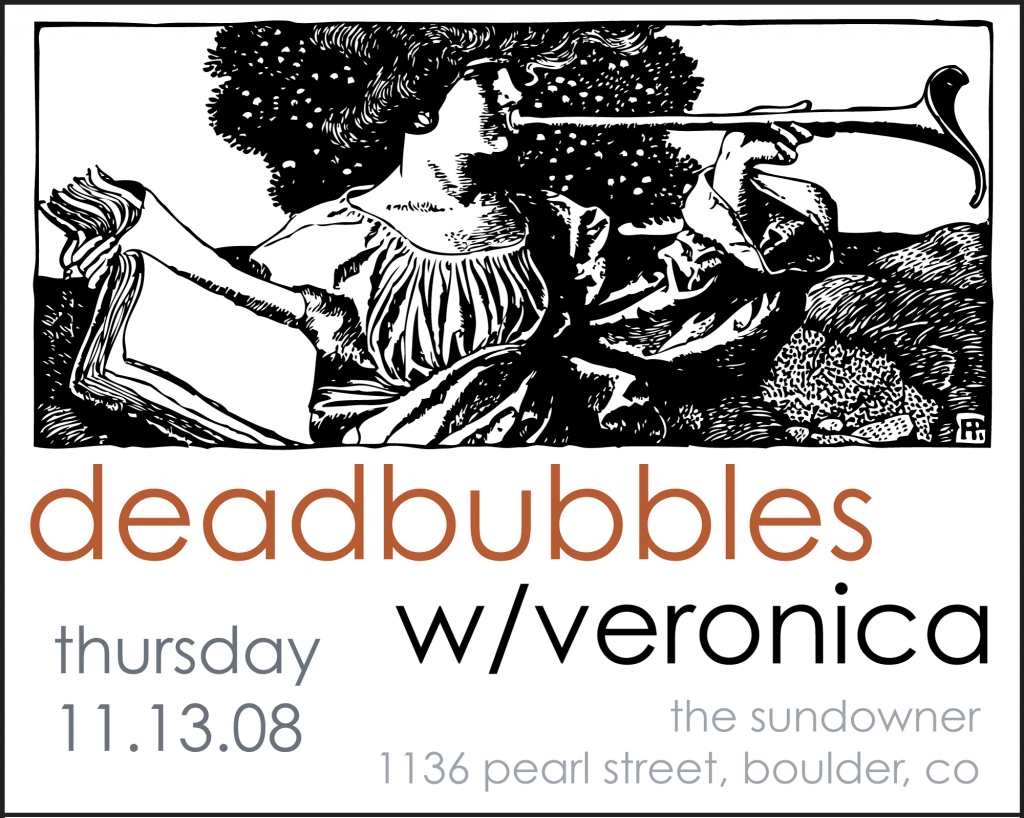 deadbubbles
w/veronica
thursday
11.13.08
the sundowner
1136 pearl street, boulder, co